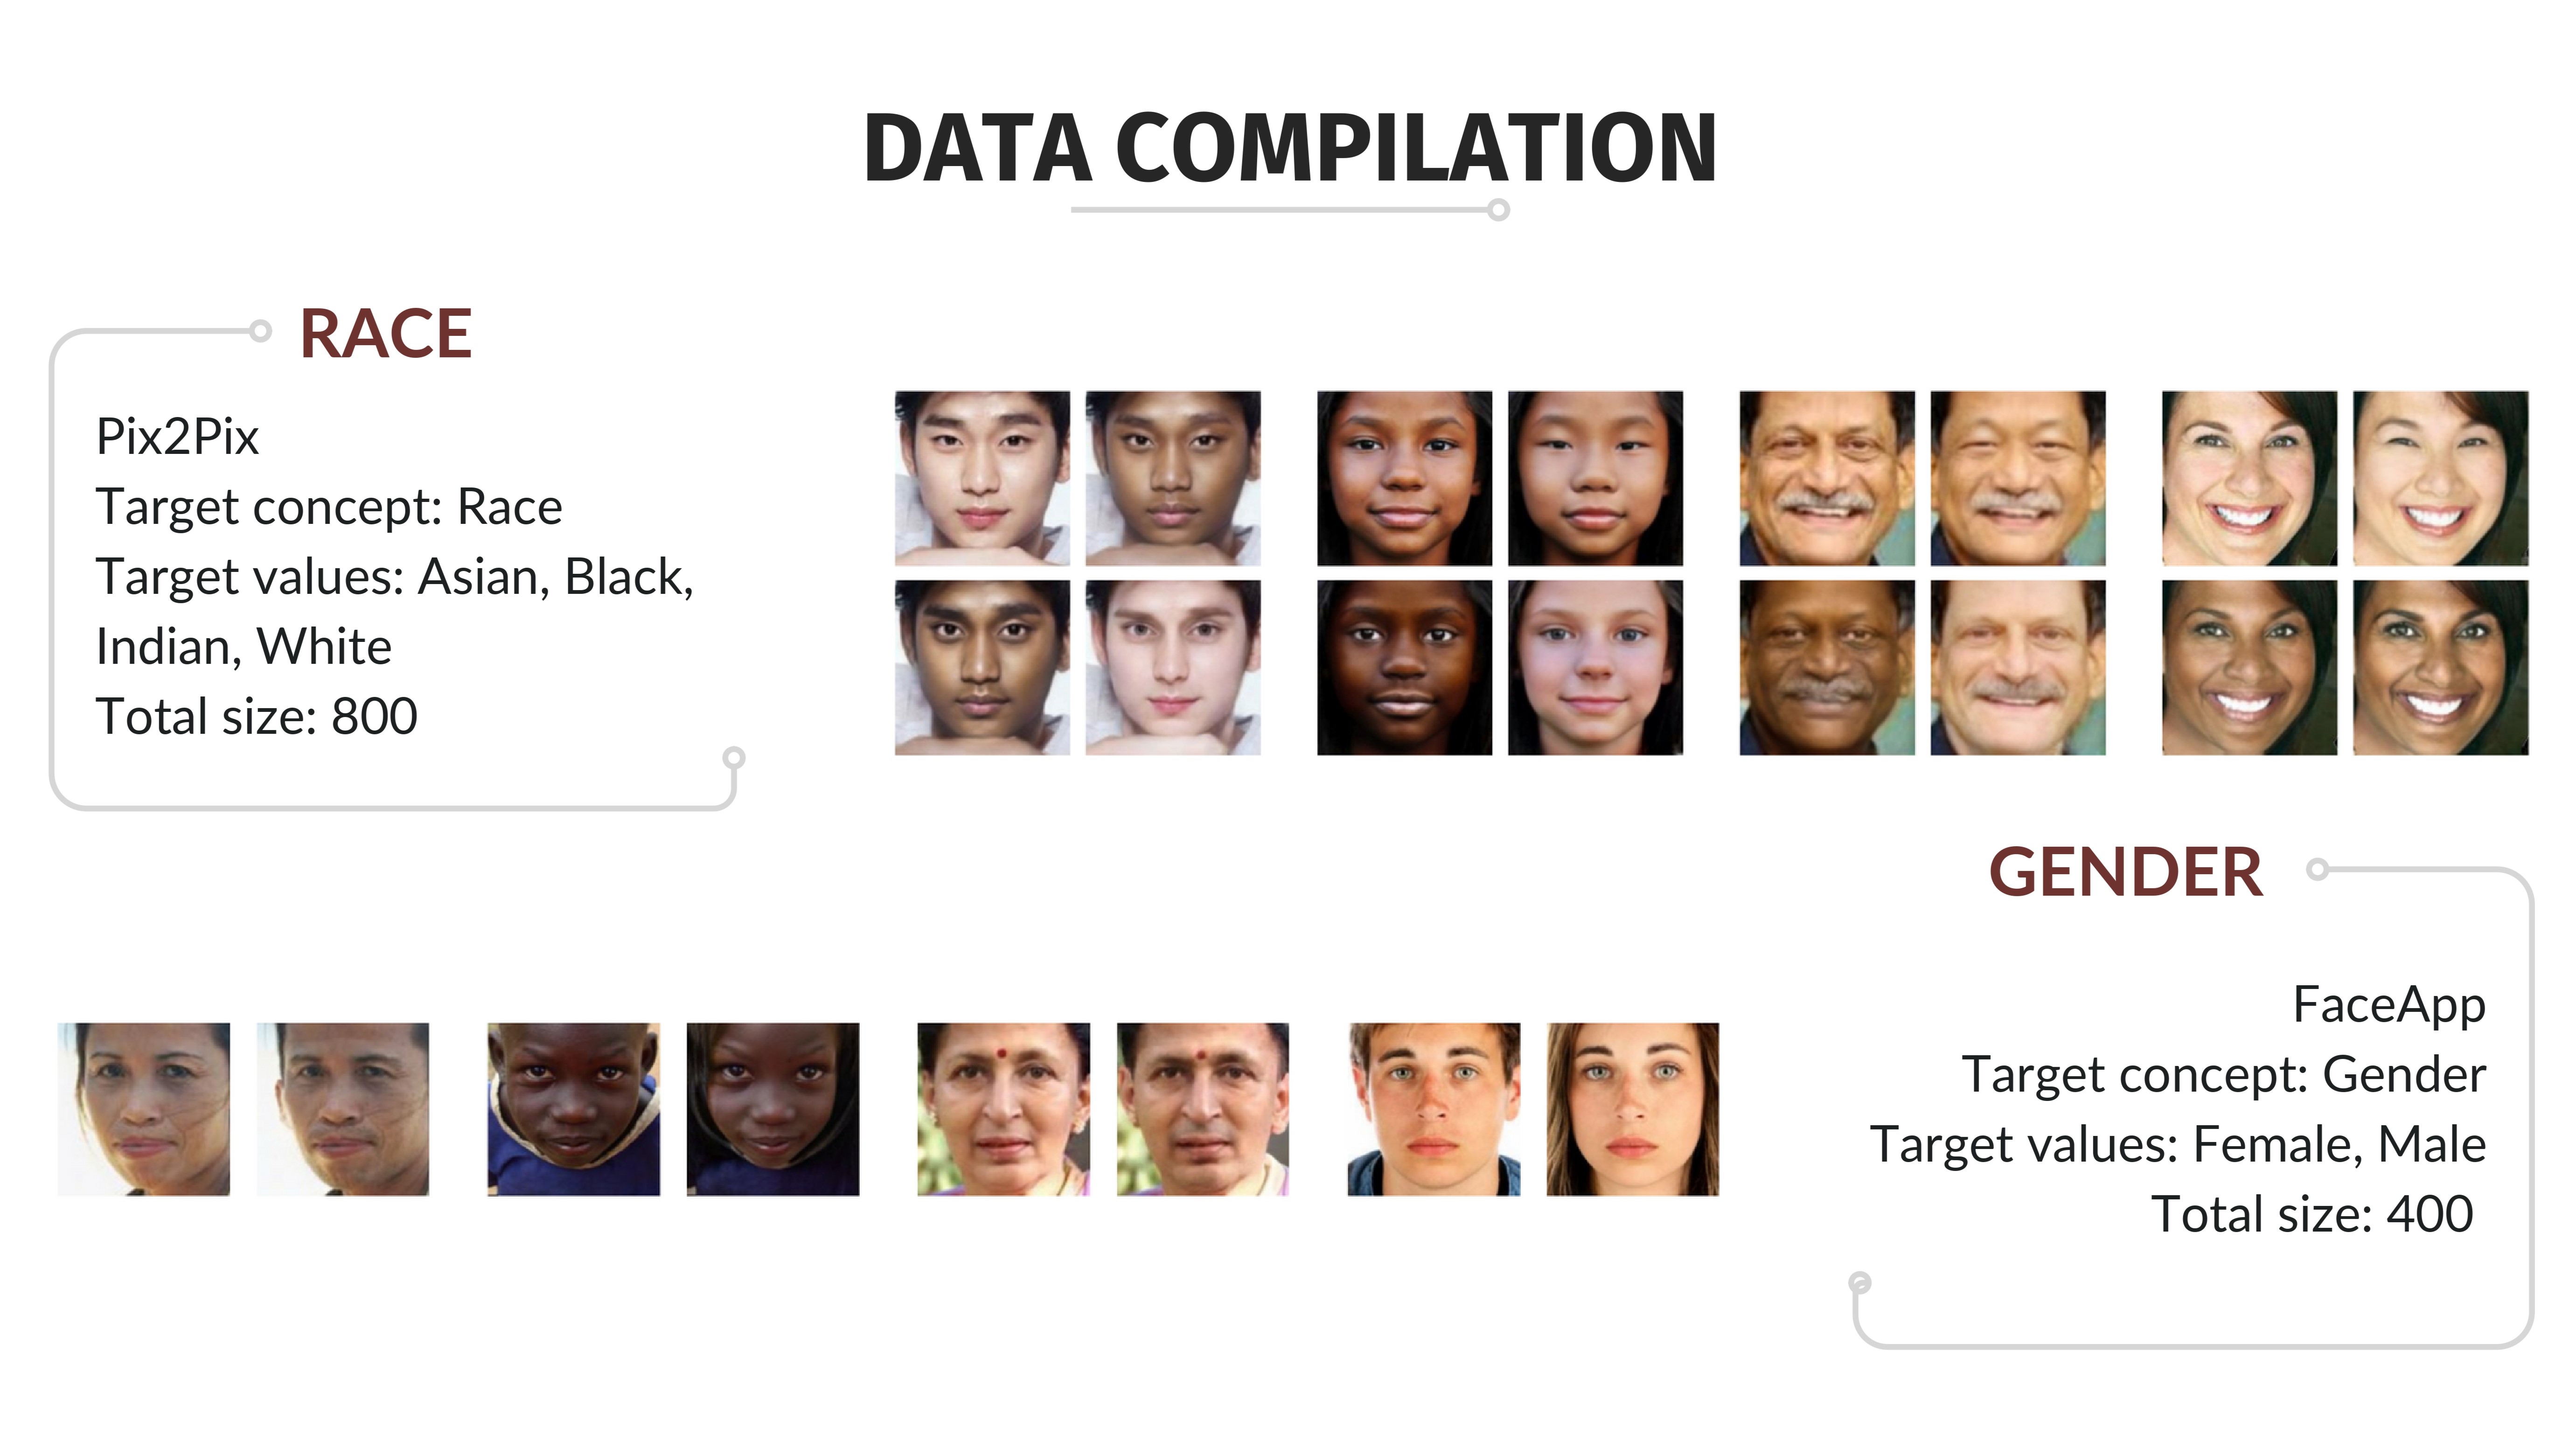 DATA COMPILATION
RACE
Pix2Pix
Target concept: Race
Target values: Asian, Black,
Indian, White
Total size: 800
GENDER
FaceApp
Target concept: Gender
Target values: Female, Male
Total size: 400